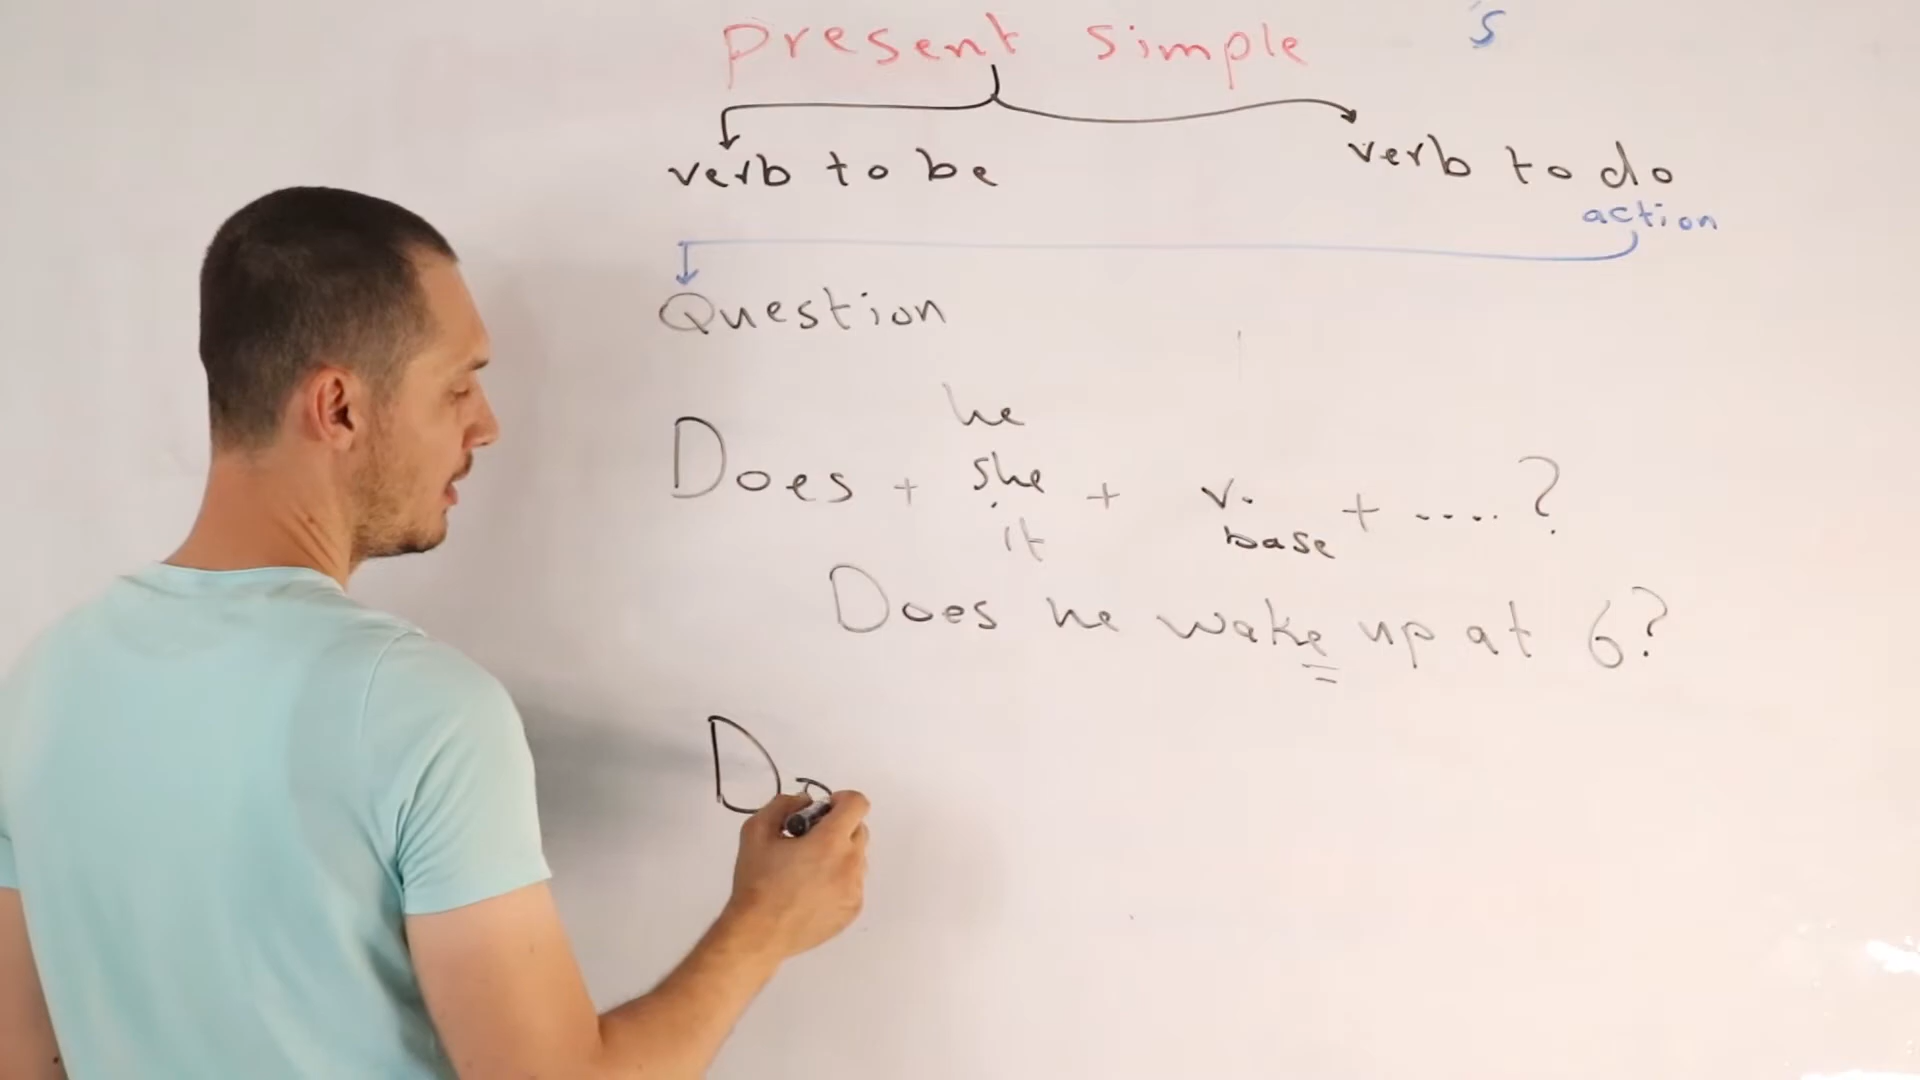 present simple 's
verb to be verb to do
action
Question
he
Does + she + v. + ....?
it base
Does he wake up at 6?
Do